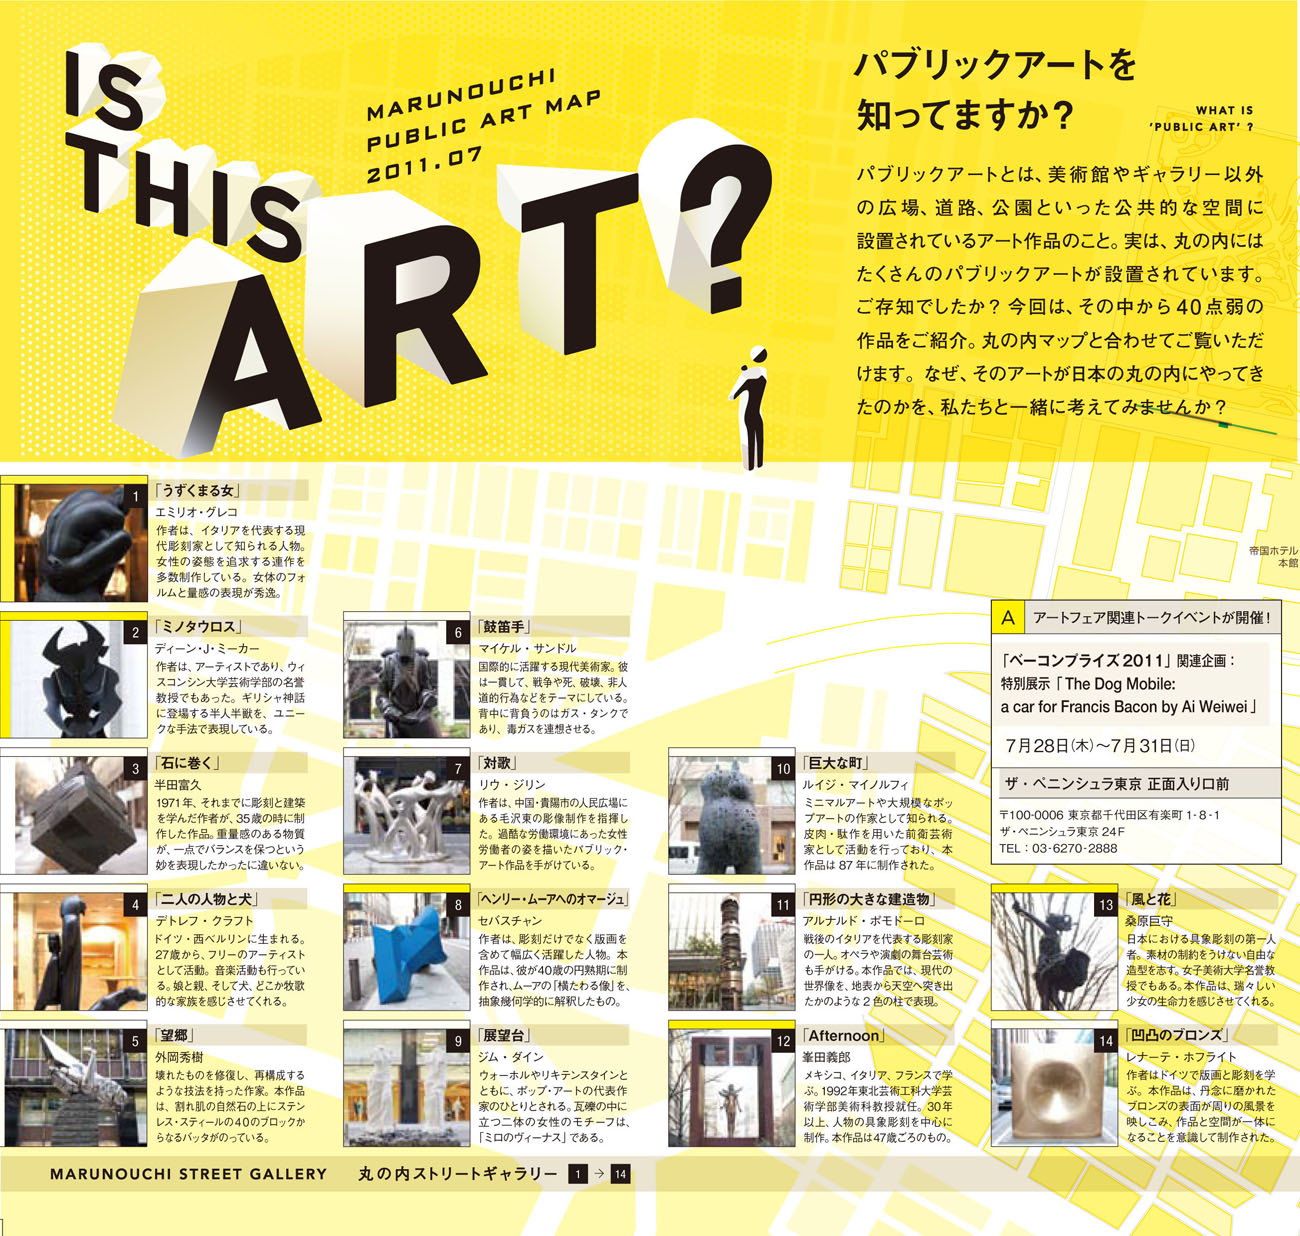 IS
THIS
ART?
MARUNOUCHI
PUBLIC ART MAP
2011.07
パブリックアートを
知ってますか？
WHAT IS
'PUBLIC ART' ?
パブリックアートとは、美術館やギャラリー以外
の広場、道路、公園といった公共的な空間に
設置されているアート作品のこと。実は、丸の内には
たくさんのパブリックアートが設置されています。
ご存知でしたか？ 今回は、その中から40点弱の
作品をご紹介。丸の内マップと合わせてご覧いただ
けます。なぜ、そのアートが日本の丸の内にやってき
たのかを、私たちと一緒に考えてみませんか？
1
「うずくまる女」
エミリオ・グレコ
作者は、イタリアを代表する現
代彫刻家として知られる人物。
女性の姿態を追求する連作を
多数制作している。女体のフォ
ルムと量感の表現が秀逸。
2
「ミノタウロス」
ディーン・J・ミーカー
作者は、アーティストであり、ウィ
スコンシン大学芸術学部の名誉
教授でもあった。ギリシャ神話
に登場する半人半獣を、ユニー
クな手法で表現している。
3
「石に巻く」
半田富久
1971年、それまでに彫刻と建築
を学んだ作者が、35歳の時に制
作した作品。重量感のある物質
が、一点でバランスを保つという
妙を表現したかったに違いない。
4
「二人の人物と犬」
デトレフ・クラフト
ドイツ・西ベルリンに生まれる。
27歳から、フリーのアーティスト
として活動。音楽活動も行ってい
る。娘と親、そして犬、どこか牧歌
的な家族を感じさせてくれる。
5
「望郷」
外岡秀樹
壊れたものを修復し、再構成する
ような技法を持った作家。本作品
は、割れ肌の自然石の上にステン
レス・スティールの40のブロックか
らなるバッタがのっている。
6
「鼓笛手」
マイケル・サンドル
国際的に活躍する現代美術家。彼
は一貫して、戦争や死、破壊、非人
道的行為などをテーマにしている。
背中に背負うのはガス・タンクで
あり、毒ガスを連想させる。
7
「対歌」
リウ・ジリン
作者は、中国・貴陽市の人民広場に
ある毛沢東の彫像制作を指揮し
た。過酷な労働環境にあった女性
労働者の姿を描いたパブリック・
アート作品を手がけている。
8
「ヘンリー・ムーアへのオマージュ」
セバスチャン
作者は、彫刻だけでなく版画を
含めて幅広く活躍した人物。本
作品は、彼が40歳の円熟期に制
作され、ムーアの「横たわる像」を、
抽象幾何学的に解釈したもの。
9
「展望台」
ジム・ダイン
ウォーホルやリキテンスタインと
ともに、ポップ・アートの代表作
家のひとりとされる。瓦礫の中に
立つ二体の女性のモチーフは、
「ミロのヴィーナス」である。
10
「巨大な町」
ルイジ・マイノルフィ
ミニマルアートや大規模なポッ
プアートの作家として知られる。
皮肉・駄作を用いた前衛芸術
家として活動を行っており、本
作品は87年に制作された。
11
「円形の大きな建造物」
アルナルド・ポモドーロ
戦後のイタリアを代表する彫刻家
の一人。オペラや演劇の舞台芸術
も手がける。本作品では、現代の
世界像を、地表から天空へ突き出
たかのような2色の柱で表現。
12
「Afternoon」
峯田義郎
メキシコ、イタリア、フランスで学
ぶ。1992年東北芸術工科大学芸
術学部美術科教授就任。30年
以上、人物の具象彫刻を中心に
制作。本作品は47歳ごろのもの。
A
アートフェア関連トークイベントが開催！
「ベーコンプライズ2011」関連企画：
特別展示「The Dog Mobile:
a car for Francis Bacon by Ai Weiwei」
7月28日（木）〜7月31日（日）
ザ・ペニンシュラ東京 正面入り口前
〒100-0006 東京都千代田区有楽町1-8-1
ザ・ペニンシュラ東京 24F
TEL：03-6270-2888
13
「風と花」
桑原巨守
日本における具象彫刻の第一人
者。素材の制約をうけない自由な
造型を志す。女子美術大学名誉教
授でもある。本作品は、瑞々しい
少女の生命力を感じさせてくれる。
14
「凹凸のブロンズ」
レナーテ・ホフライト
作者はドイツで版画と彫刻を学
ぶ。本作品は、丹念に磨かれた
ブロンズの表面が周りの風景を
映しこみ、作品と空間が一体に
なることを意識して制作された。
帝国ホテル
本館
MARUNOUCHI STREET GALLERY 丸の内ストリートギャラリー 1 → 14